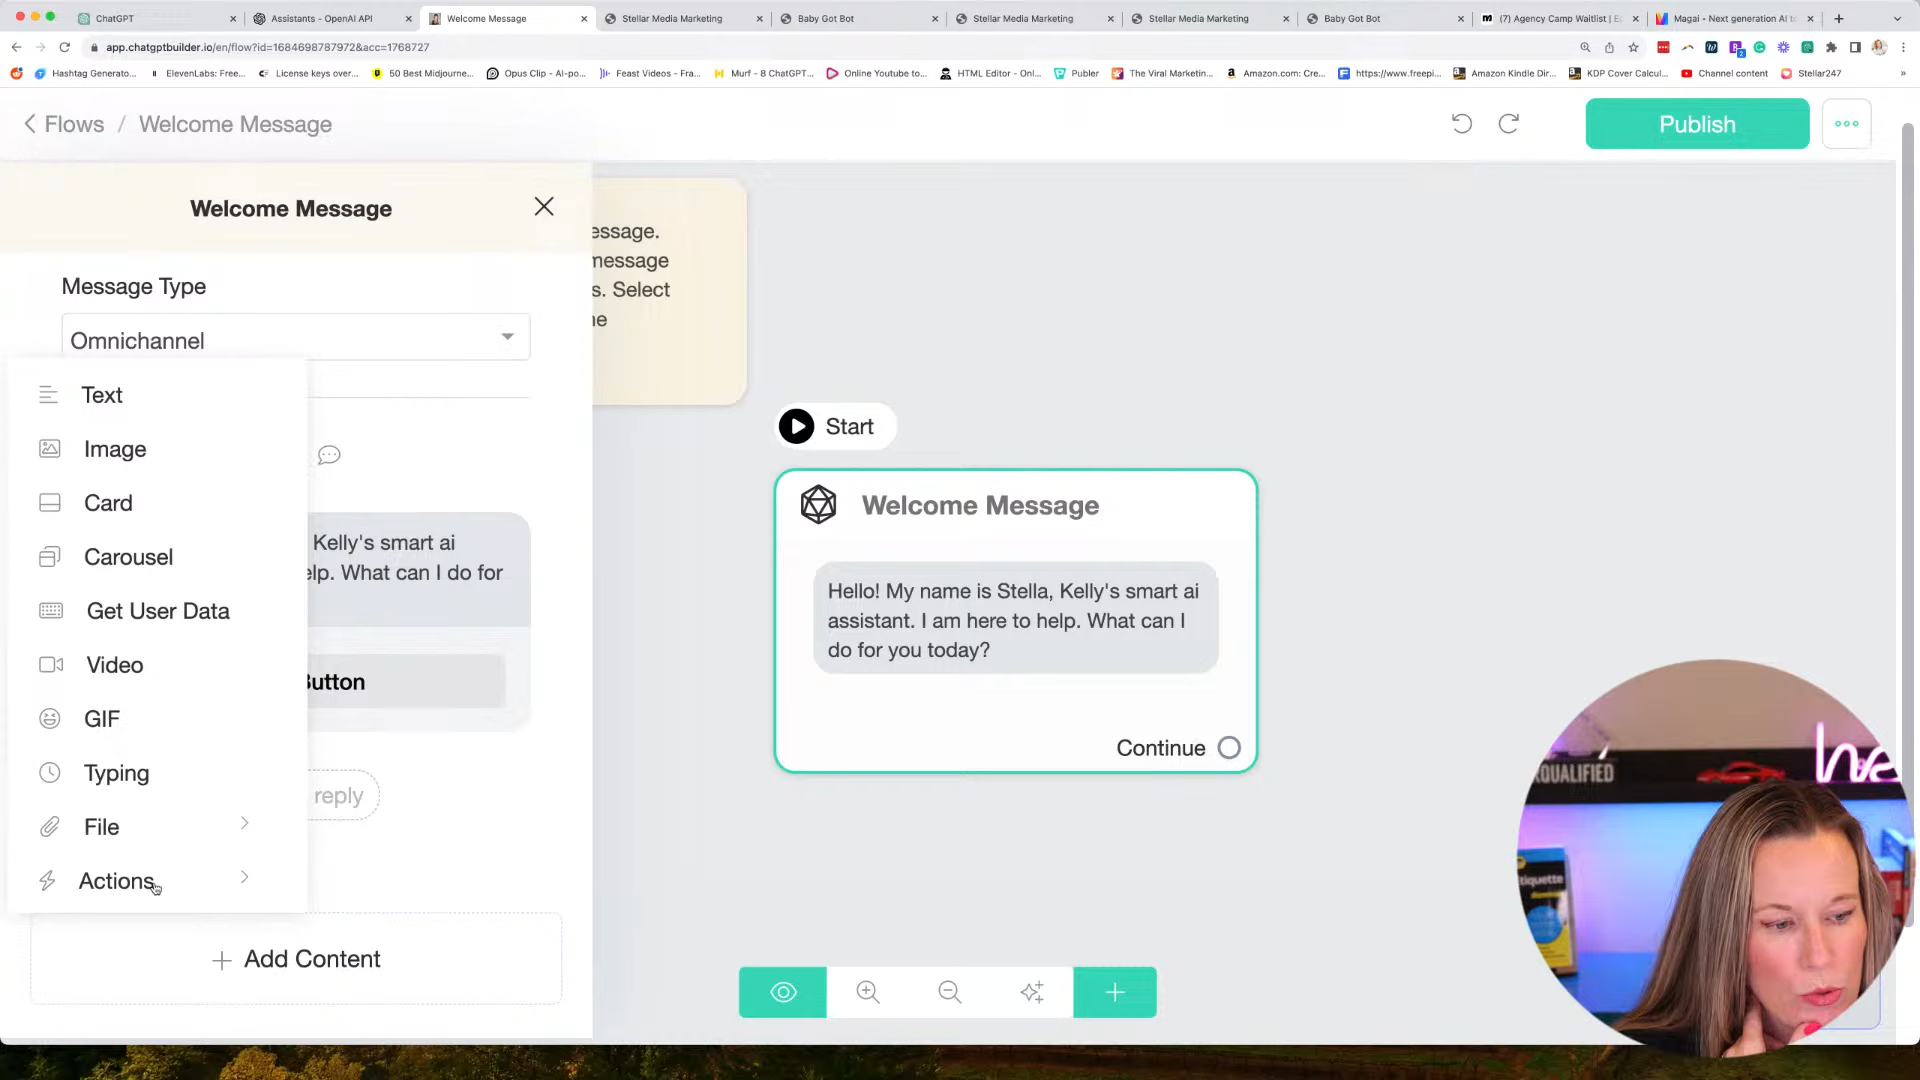 ChatGPT
Assistants - OpenAI API
Welcome Message
Stellar Media Marketing
Baby Got Bot
Stellar Media Marketing
Stellar Media Marketing
Baby Got Bot
(7) Agency Camp Waitlist | E
Magai - Next generation AI to
app.chatgptbuilder.io/en/flow?id=1684698787972&acc=1768727
Hashtag Generato...
ElevenLabs: Free...
License keys over...
50 Best Midjourne...
Opus Clip - AI-po...
Feast Videos - Fra...
Murf - 8 ChatGPT...
Online Youtube to...
HTML Editor - Onl...
Publer
The Viral Marketin...
Amazon.com: Cre...
https://www.freepi...
Amazon Kindle Dir...
KDP Cover Calcul...
Channel content
Stellar247
Flows / Welcome Message
Publish
Welcome Message
essage.
message
s. Select
ne
Message Type
Omnichannel
Text
Image
Card
Carousel
Get User Data
Video
GIF
Typing
File
Actions
Kelly's smart ai
elp. What can I do for
Button
reply
Add Content
Start
Welcome Message
Hello! My name is Stella, Kelly's smart ai
assistant. I am here to help. What can I
do for you today?
Continue
QUALIFIED
he
tiquette